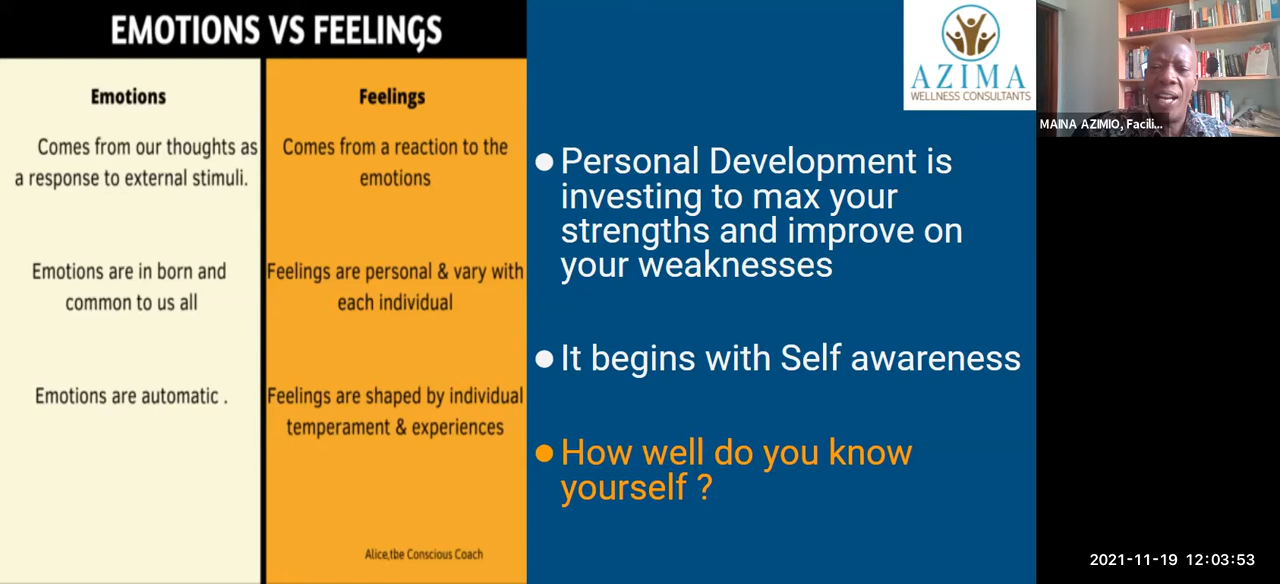 EMOTIONS VS FEELINGS
Emotions
Comes from our thoughts as
a response to external stimuli.
Emotions are in born and
common to us all
Emotions are automatic .
Feelings
Comes from a reaction to the
emotions
Feelings are personal & vary with
each individual
Feelings are shaped by individual
temperament & experiences
Alice,tbe Conscious Coach
AZIMA
WELLNESS CONSULTANTS
● Personal Development is
investing to max your
strengths and improve on
your weaknesses
● It begins with Self awareness
● How well do you know
yourself ?
MAINA AZIMIO, Facili...
2021-11-19 12:03:53